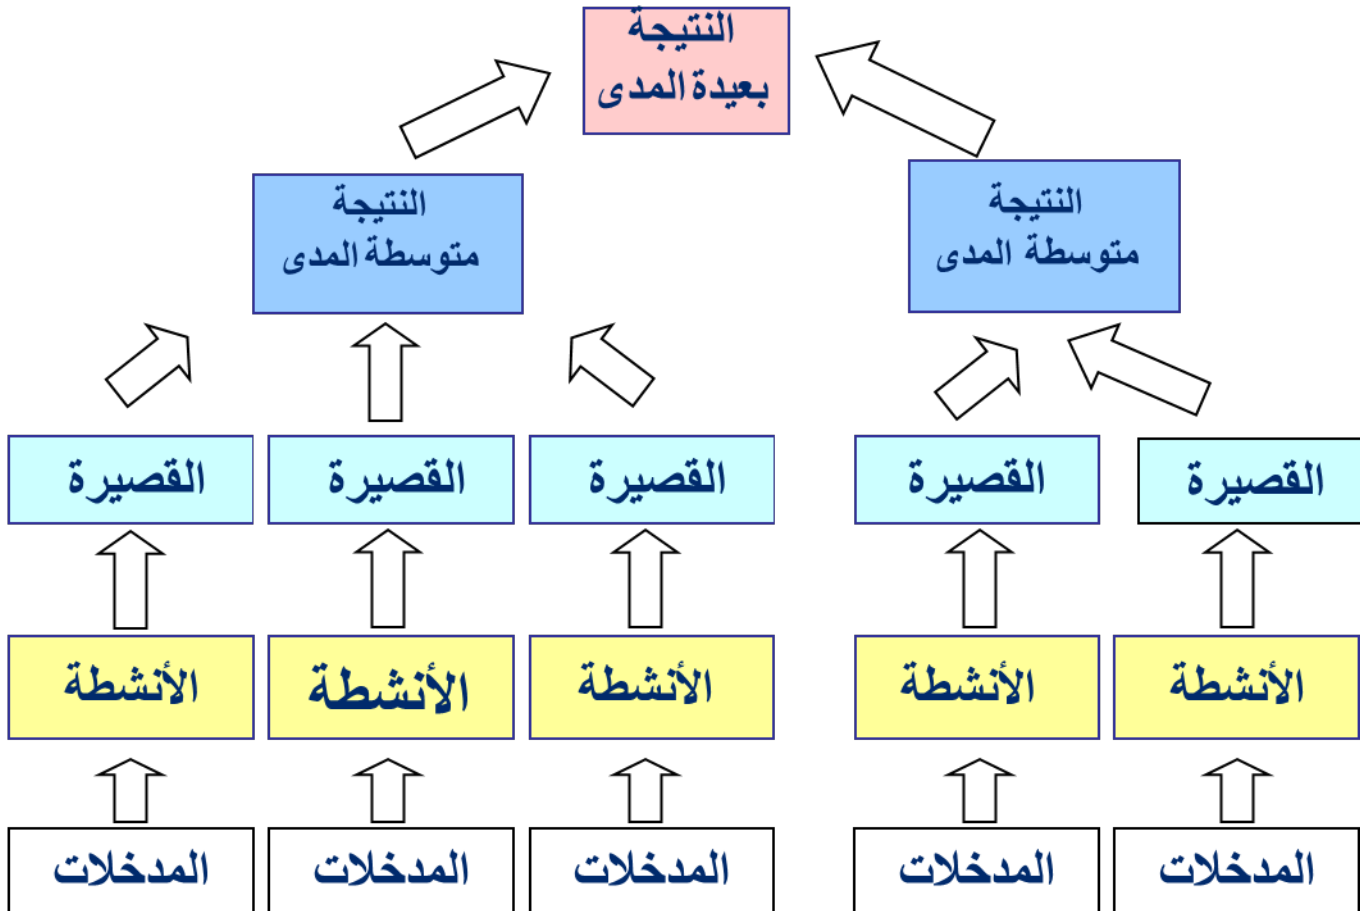 النتيجة
بعيدة المدى
النتيجة
متوسطة المدى
النتيجة
متوسطة المدى
القصيرة
القصيرة
القصيرة
القصيرة
القصيرة
الأنشطة
الأنشطة
الأنشطة
الأنشطة
الأنشطة
المدخلات
المدخلات
المدخلات
المدخلات
المدخلات